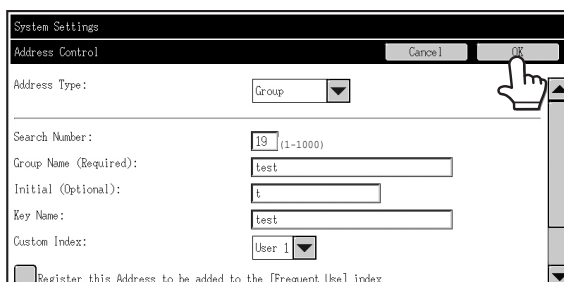 System Settings
Address Control Cancel OK
Address Type: Group
Search Number: 19 (1-1000)
Group Name (Required): test
Initial (Optional): t
Key Name: test
Custom Index: User 1
Register this Address to be added to the [Frequent Use] index